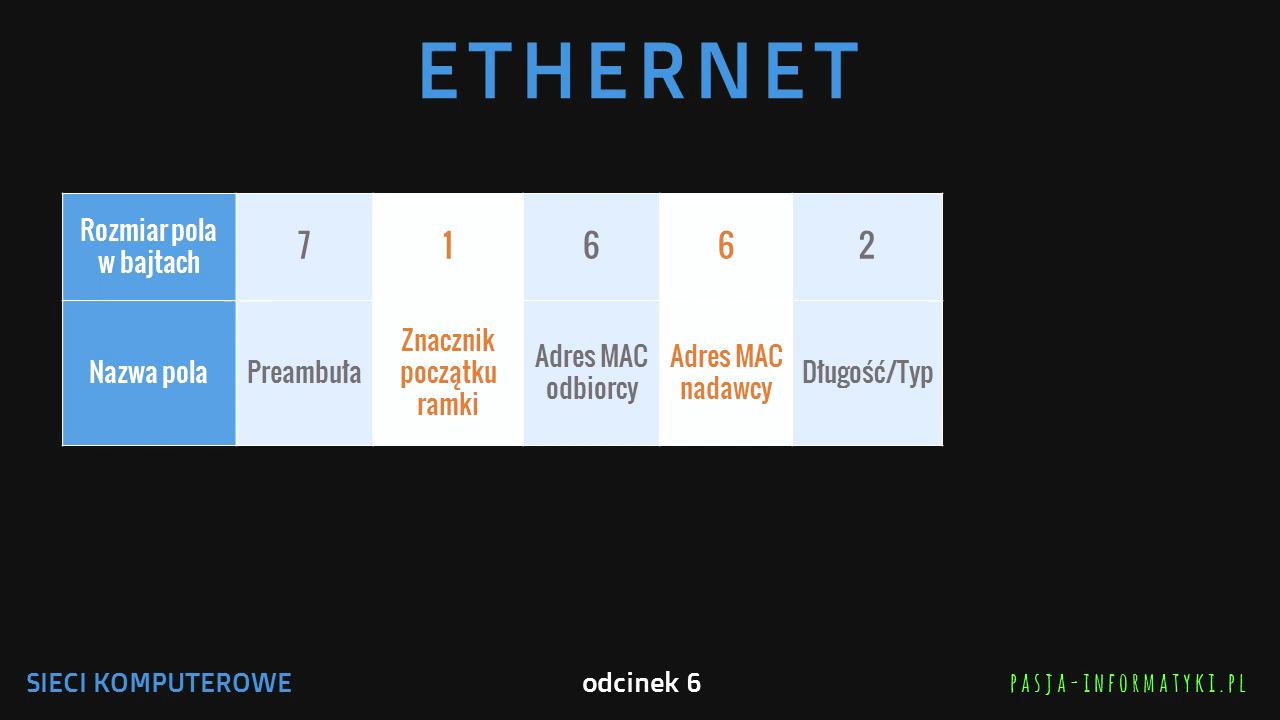 ETHERNET
Rozmiar pola
w bajtach
7
1
6
6
2
Nazwa pola
Preambuła
Znacznik
początku
ramki
Adres MAC
odbiorcy
Adres MAC
nadawcy
Długość/Typ
SIECI KOMPUTEROWE
odcinek 6
PASJA-INFORMATYKI.PL